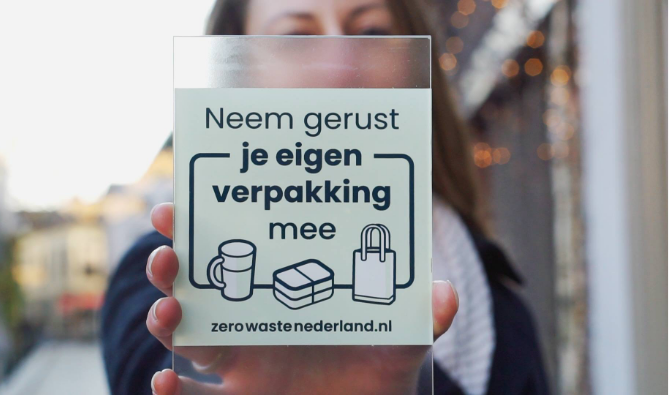 Neem gerust
je eigen
verpakking
mee
zerowastenederland.nl